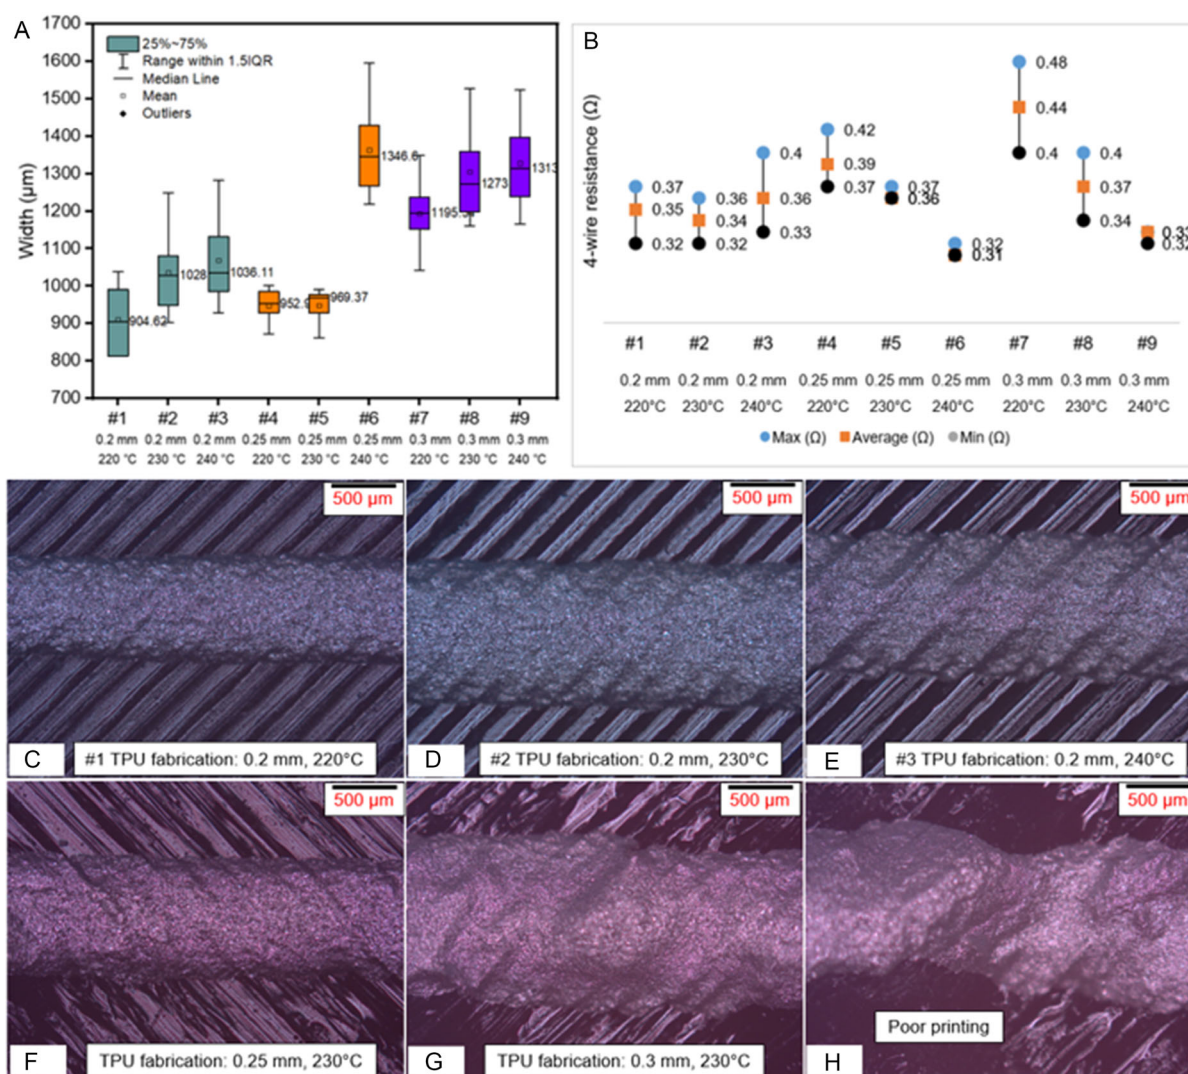 A
1700
1600
1500
1400
1300
1200
1100
1000
900
800
700
Width (µm)
25%~75%
Range within 1.5IQR
Median Line
Mean
Outliers
904.62
1028
1036.11
952.9
969.37
1346.6
1195.
1273
1313
#1 #2 #3 #4 #5 #6 #7 #8 #9
0.2 mm 0.2 mm 0.2 mm 0.25 mm 0.25 mm 0.25 mm 0.3 mm 0.3 mm 0.3 mm
220 °C 230 °C 240 °C 220 °C 230 °C 240 °C 220 °C 230 °C 240 °C
B
4-wire resistance (Ω)
0.37
0.35
0.32
0.36
0.34
0.32
0.4
0.36
0.33
0.42
0.39
0.37
0.37
0.36
0.32
0.31
0.48
0.44
0.4
0.4
0.37
0.34
0.33
0.32
#1 #2 #3 #4 #5 #6 #7 #8 #9
0.2 mm 0.2 mm 0.2 mm 0.25 mm 0.25 mm 0.25 mm 0.3 mm 0.3 mm 0.3 mm
220°C 230°C 240°C 220°C 230°C 240°C 220°C 230°C 240°C
Max (Ω) Average (Ω) Min (Ω)
500 µm
C
#1 TPU fabrication: 0.2 mm, 220°C
500 µm
D
#2 TPU fabrication: 0.2 mm, 230°C
500 µm
E
#3 TPU fabrication: 0.2 mm, 240°C
500 µm
F
TPU fabrication: 0.25 mm, 230°C
500 µm
G
TPU fabrication: 0.3 mm, 230°C
500 µm
Poor printing
H